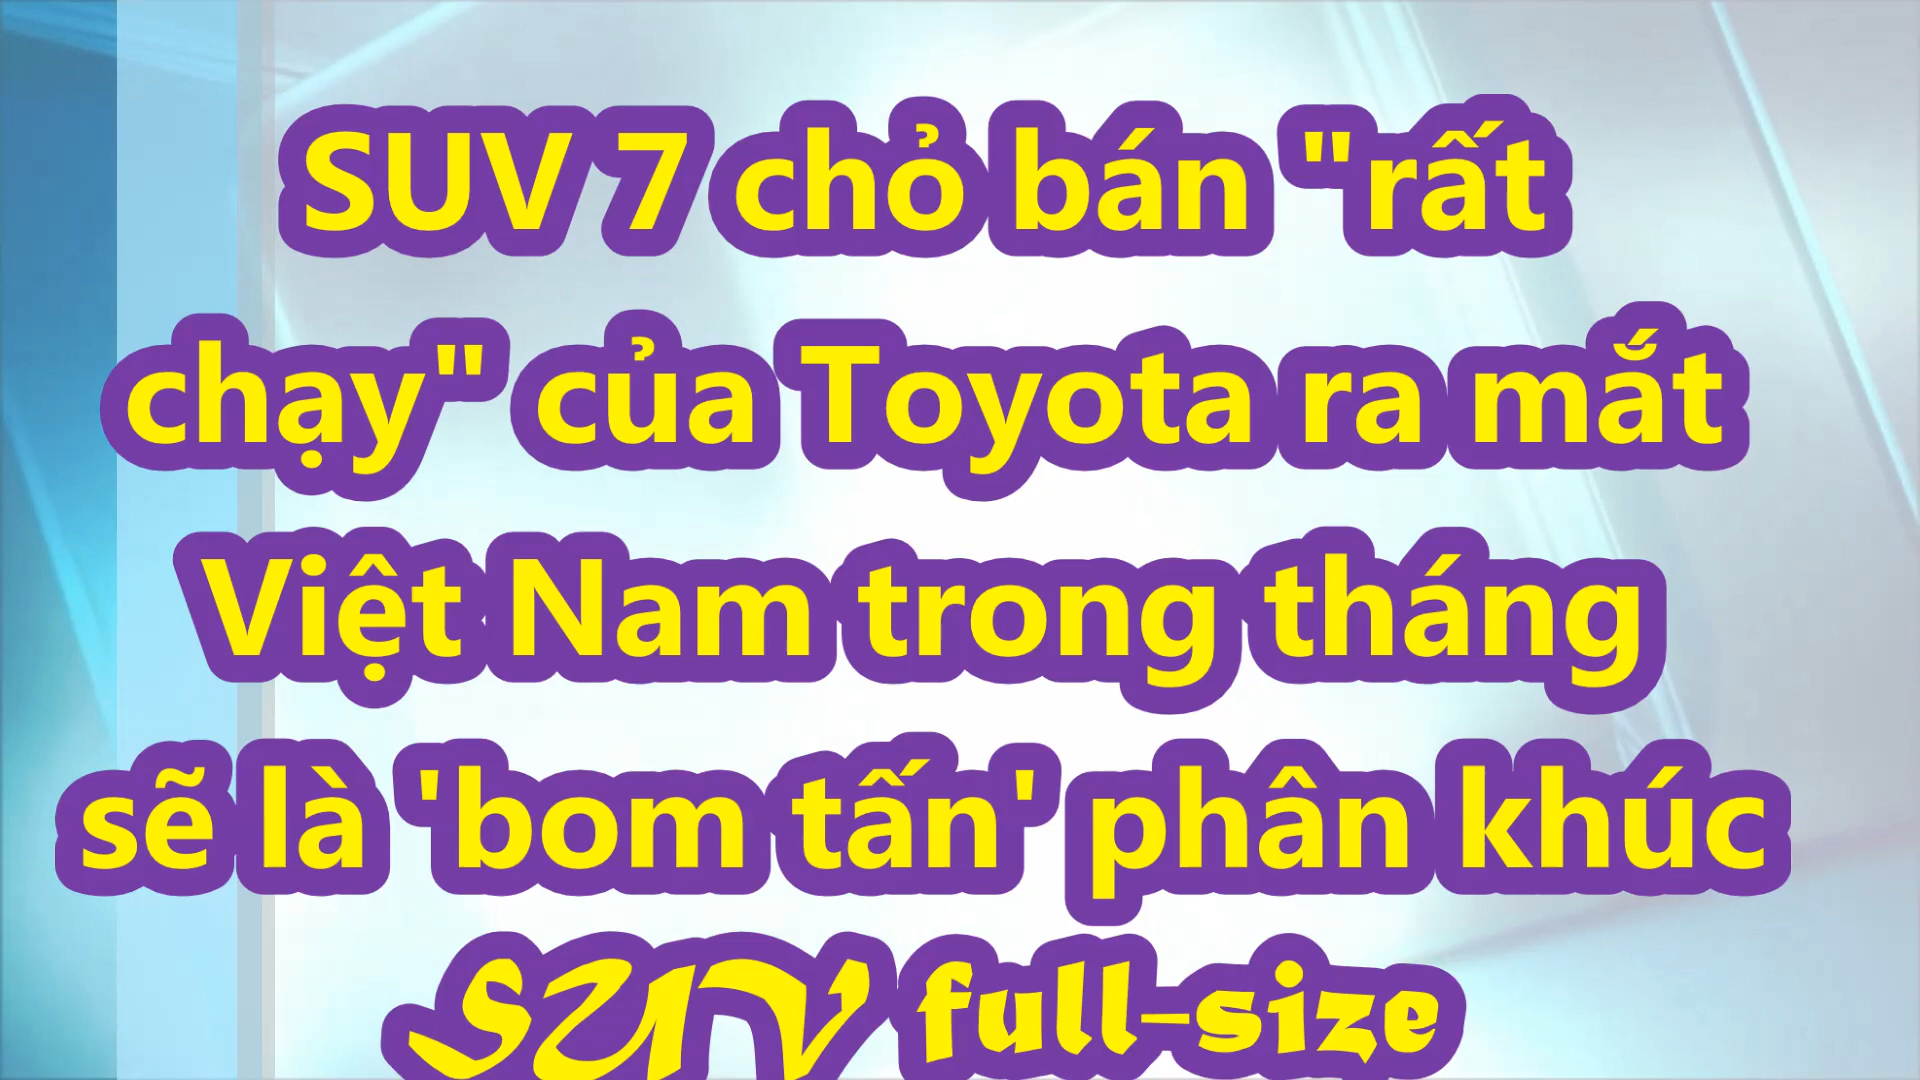 SUV 7 chỏ bán "rất
chạy" của Toyota ra mắt
Việt Nam trong tháng
sẽ là 'bom tấn' phân khúc
SUV full-size